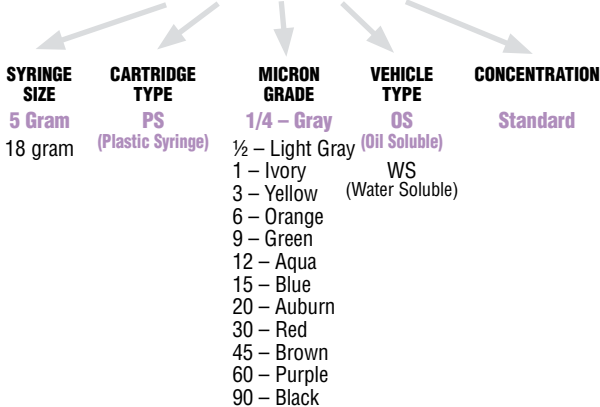 SYRINGE
SIZE
5 Gram
18 gram
CARTRIDGE
TYPE
PS
(Plastic Syringe)
MICRON
GRADE
1/4 – Gray
½ – Light Gray
1 – Ivory
3 – Yellow
6 – Orange
9 – Green
12 – Aqua
15 – Blue
20 – Auburn
30 – Red
45 – Brown
60 – Purple
90 – Black
VEHICLE
TYPE
OS
(Oil Soluble)
WS
(Water Soluble)
CONCENTRATION
Standard